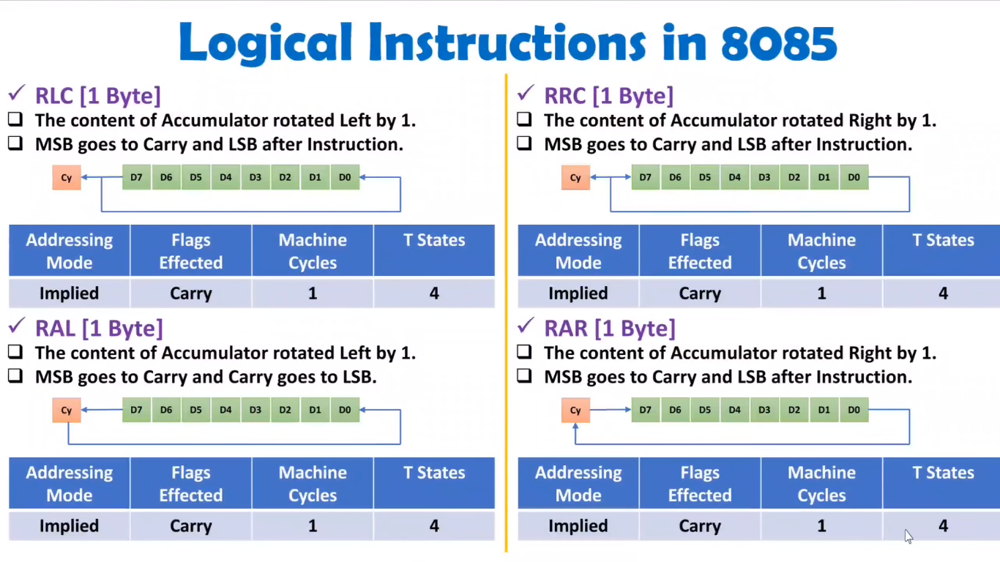 Logical Instructions in 8085
✓ RLC [1 Byte]
❑ The content of Accumulator rotated Left by 1.
❑ MSB goes to Carry and LSB after Instruction.
Cy D7 D6 D5 D4 D3 D2 D1 D0
Addressing Mode Flags Effected Machine Cycles T States
Implied Carry 1 4
✓ RAL [1 Byte]
❑ The content of Accumulator rotated Left by 1.
❑ MSB goes to Carry and Carry goes to LSB.
Cy D7 D6 D5 D4 D3 D2 D1 D0
Addressing Mode Flags Effected Machine Cycles T States
Implied Carry 1 4
✓ RRC [1 Byte]
❑ The content of Accumulator rotated Right by 1.
❑ MSB goes to Carry and LSB after Instruction.
Cy D7 D6 D5 D4 D3 D2 D1 D0
Addressing Mode Flags Effected Machine Cycles T States
Implied Carry 1 4
✓ RAR [1 Byte]
❑ The content of Accumulator rotated Right by 1.
❑ MSB goes to Carry and LSB after Instruction.
Cy D7 D6 D5 D4 D3 D2 D1 D0
Addressing Mode Flags Effected Machine Cycles T States
Implied Carry 1 4